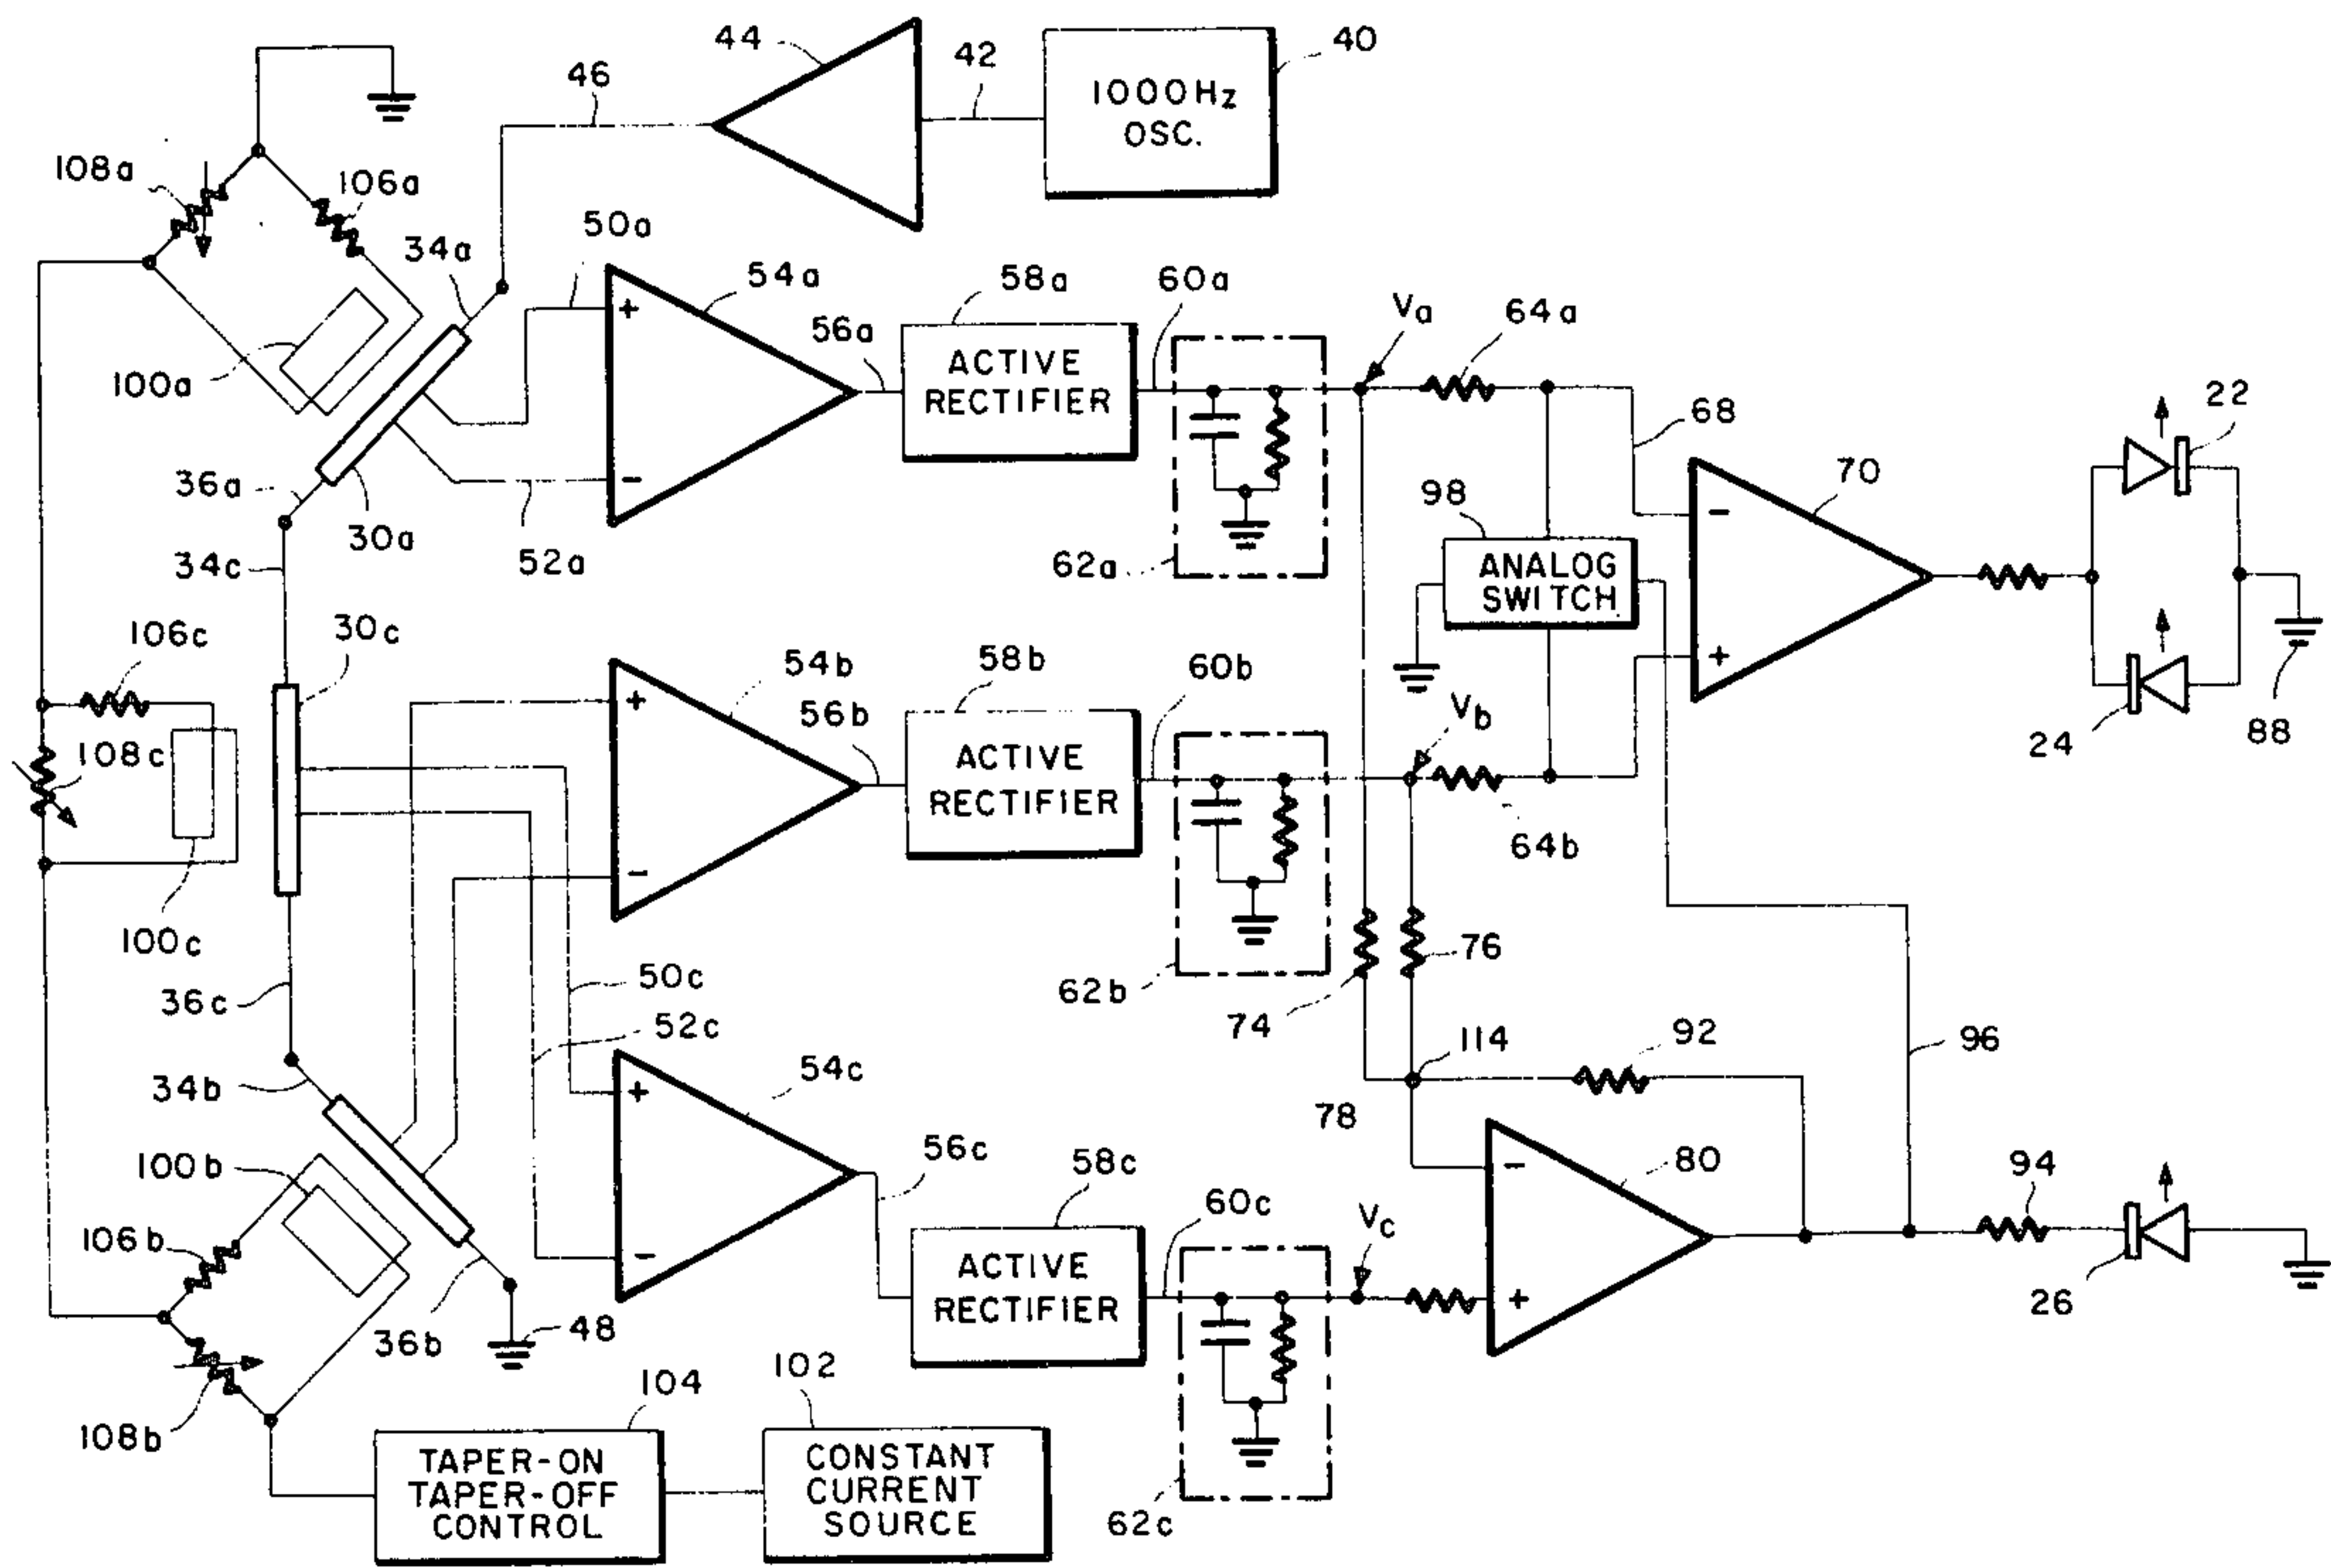 44
42
40
46
1000Hz
OSC.
108a
106a
34a
50a
54a
58a
60a
Va
64a
+
56a
ACTIVE
RECTIFIER
100a
68
22
36a
-
98
-
70
30a
52a
62a
34c
ANALOG
SWITCH
106c
30c
54b
58b
60b
Vb
+
88
24
+
56b
108c
ACTIVE
RECTIFIER
64b
-
100c
76
50c
36c
62b
52c
74
114
92
96
34b
54c
+
78
100b
56c
58c
-
80
94
106b
60c
Vc
-
ACTIVE
RECTIFIER
+
26
36b
48
102
104
108b
TAPER-ON
TAPER-OFF
CONTROL
CONSTANT
CURRENT
SOURCE
62c